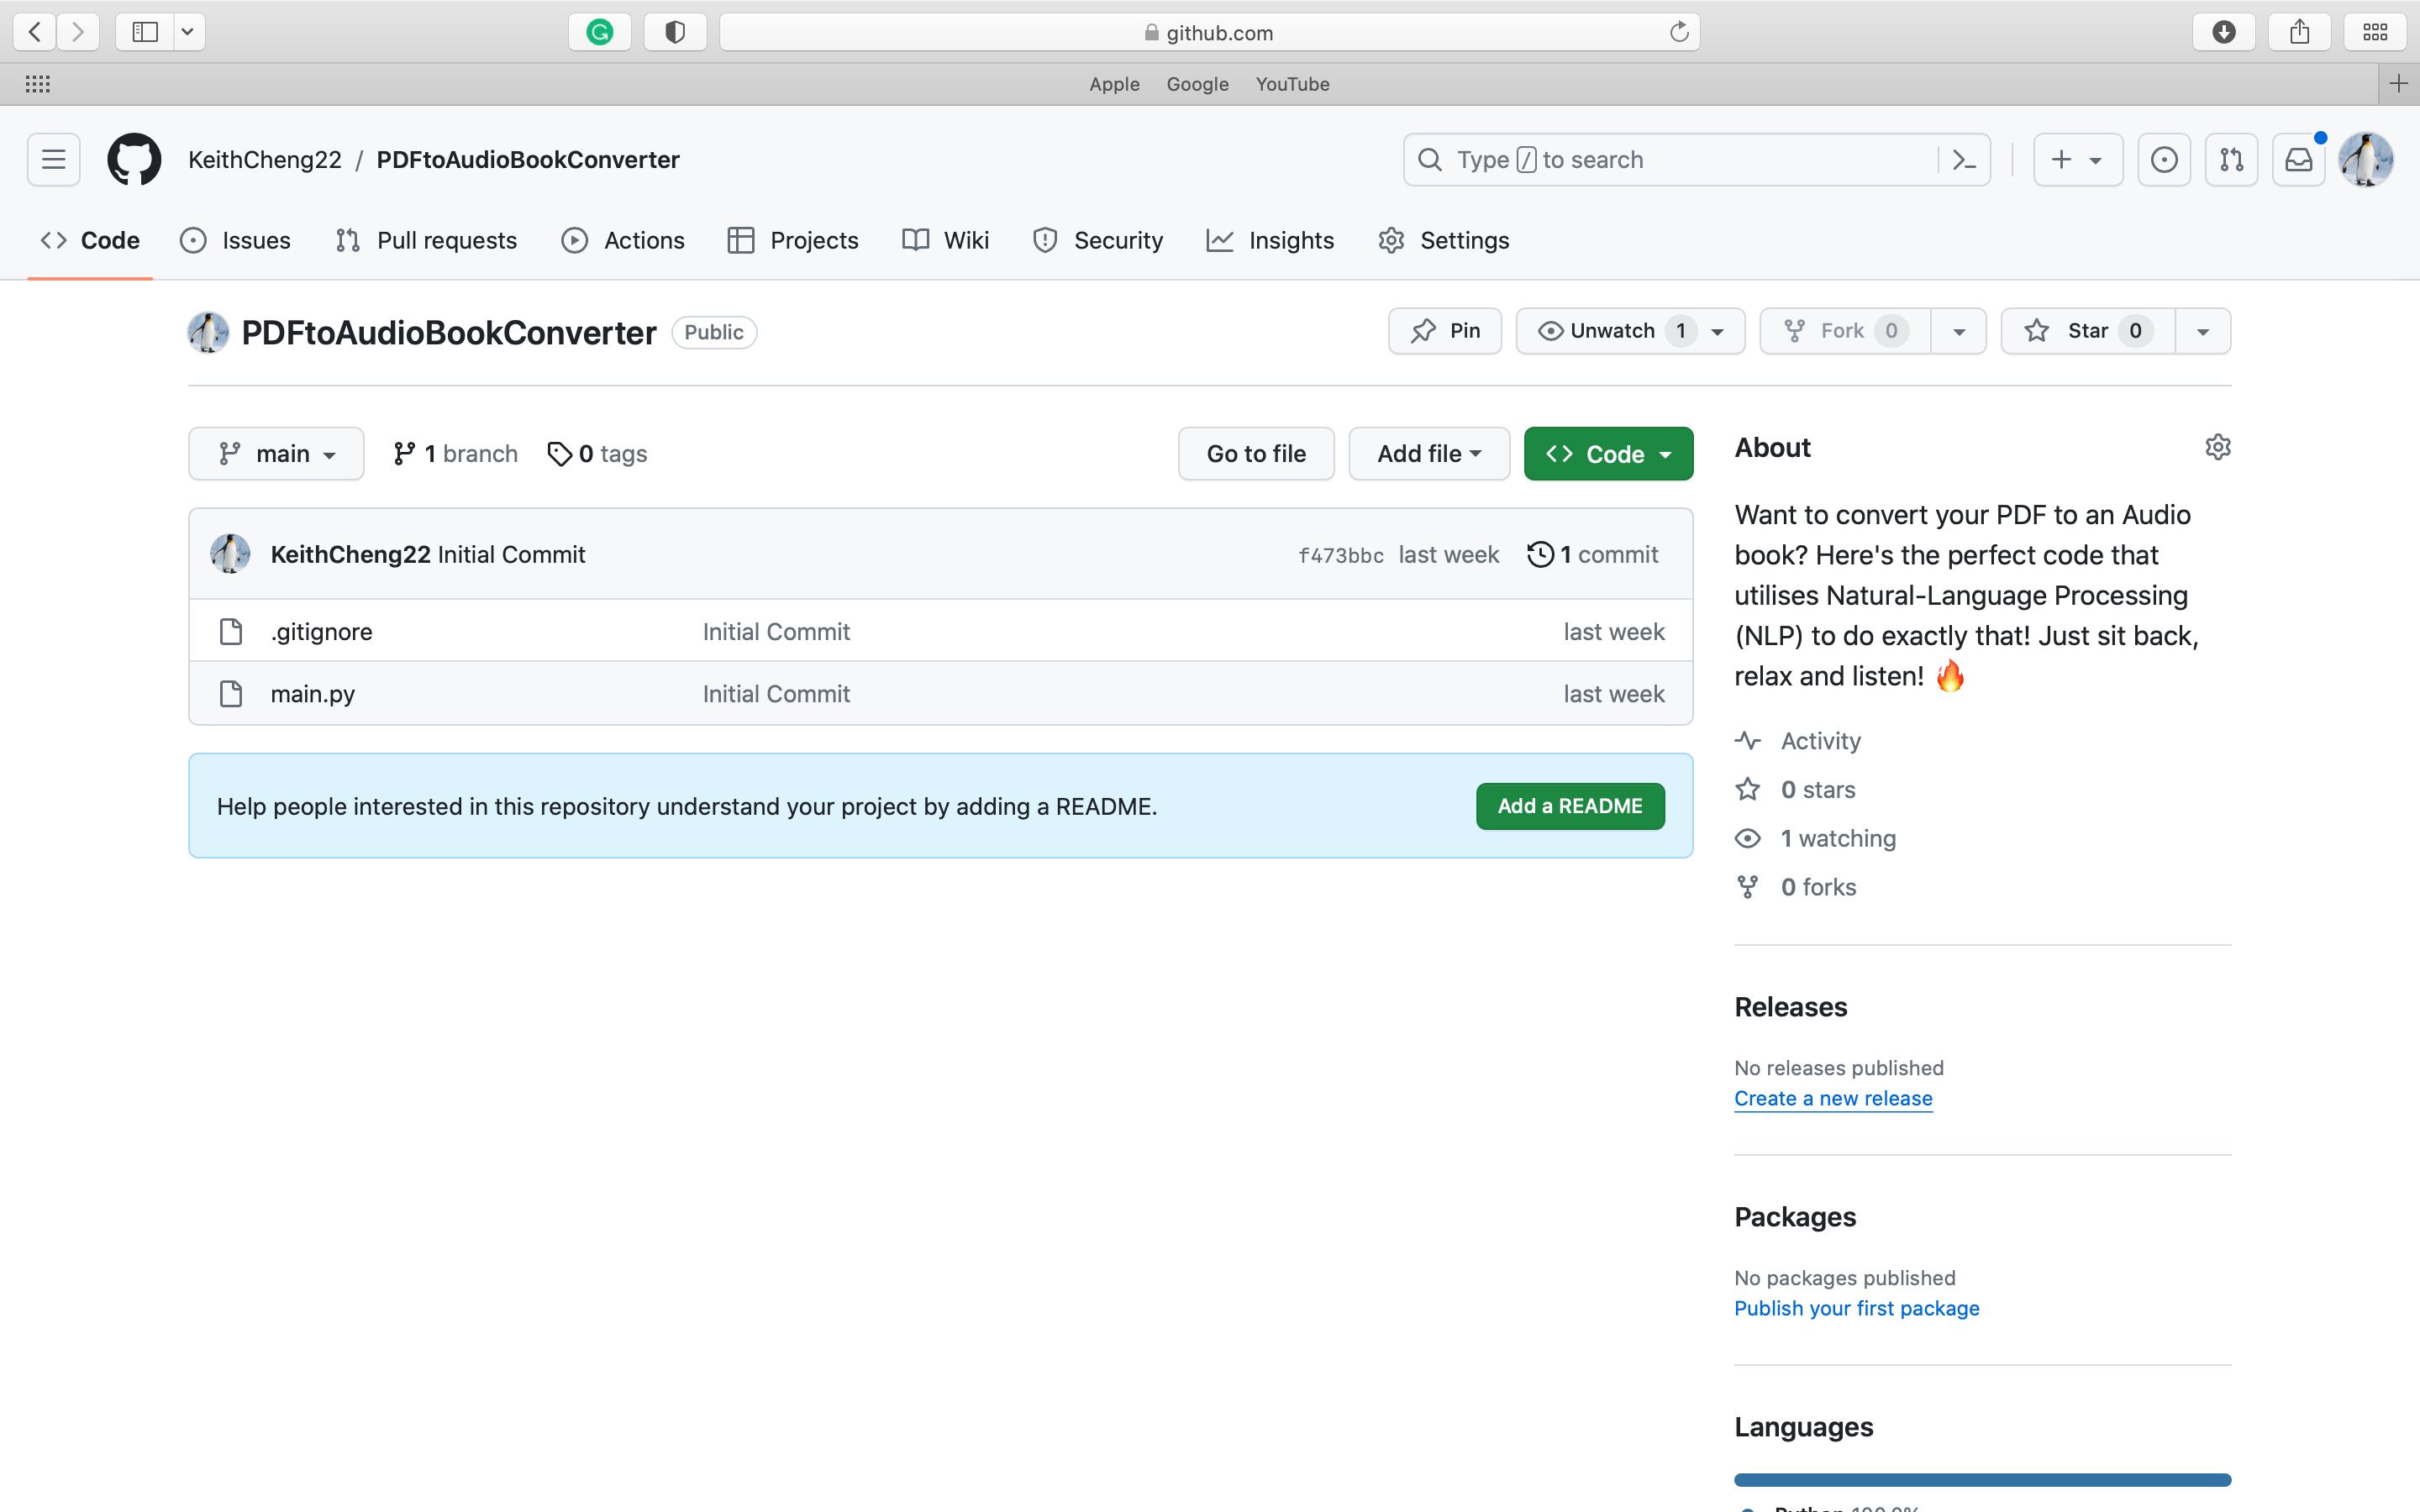 github.com
Apple Google YouTube
KeithCheng22 / PDFtoAudioBookConverter
Type / to search
Code Issues Pull requests Actions Projects Wiki Security Insights Settings
PDFtoAudioBookConverter Public
Pin Unwatch 1 Fork 0 Star 0
main 1 branch 0 tags
Go to file Add file Code
KeithCheng22 Initial Commit f473bbc last week 1 commit
.gitignore Initial Commit last week
main.py Initial Commit last week
Help people interested in this repository understand your project by adding a README. Add a README
About
Want to convert your PDF to an Audio
book? Here's the perfect code that
utilises Natural-Language Processing
(NLP) to do exactly that! Just sit back,
relax and listen! 🔥
Activity
0 stars
1 watching
0 forks
Releases
No releases published
Create a new release
Packages
No packages published
Publish your first package
Languages
Python 100.0%